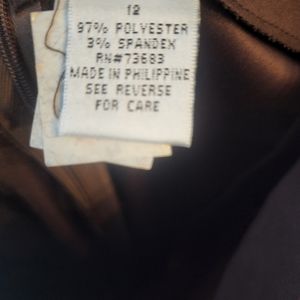 12
97% POLYESTER
3% SPANDEX
RN#73683
MADE IN PHILIPPINE
SEE REVERSE
FOR CARE